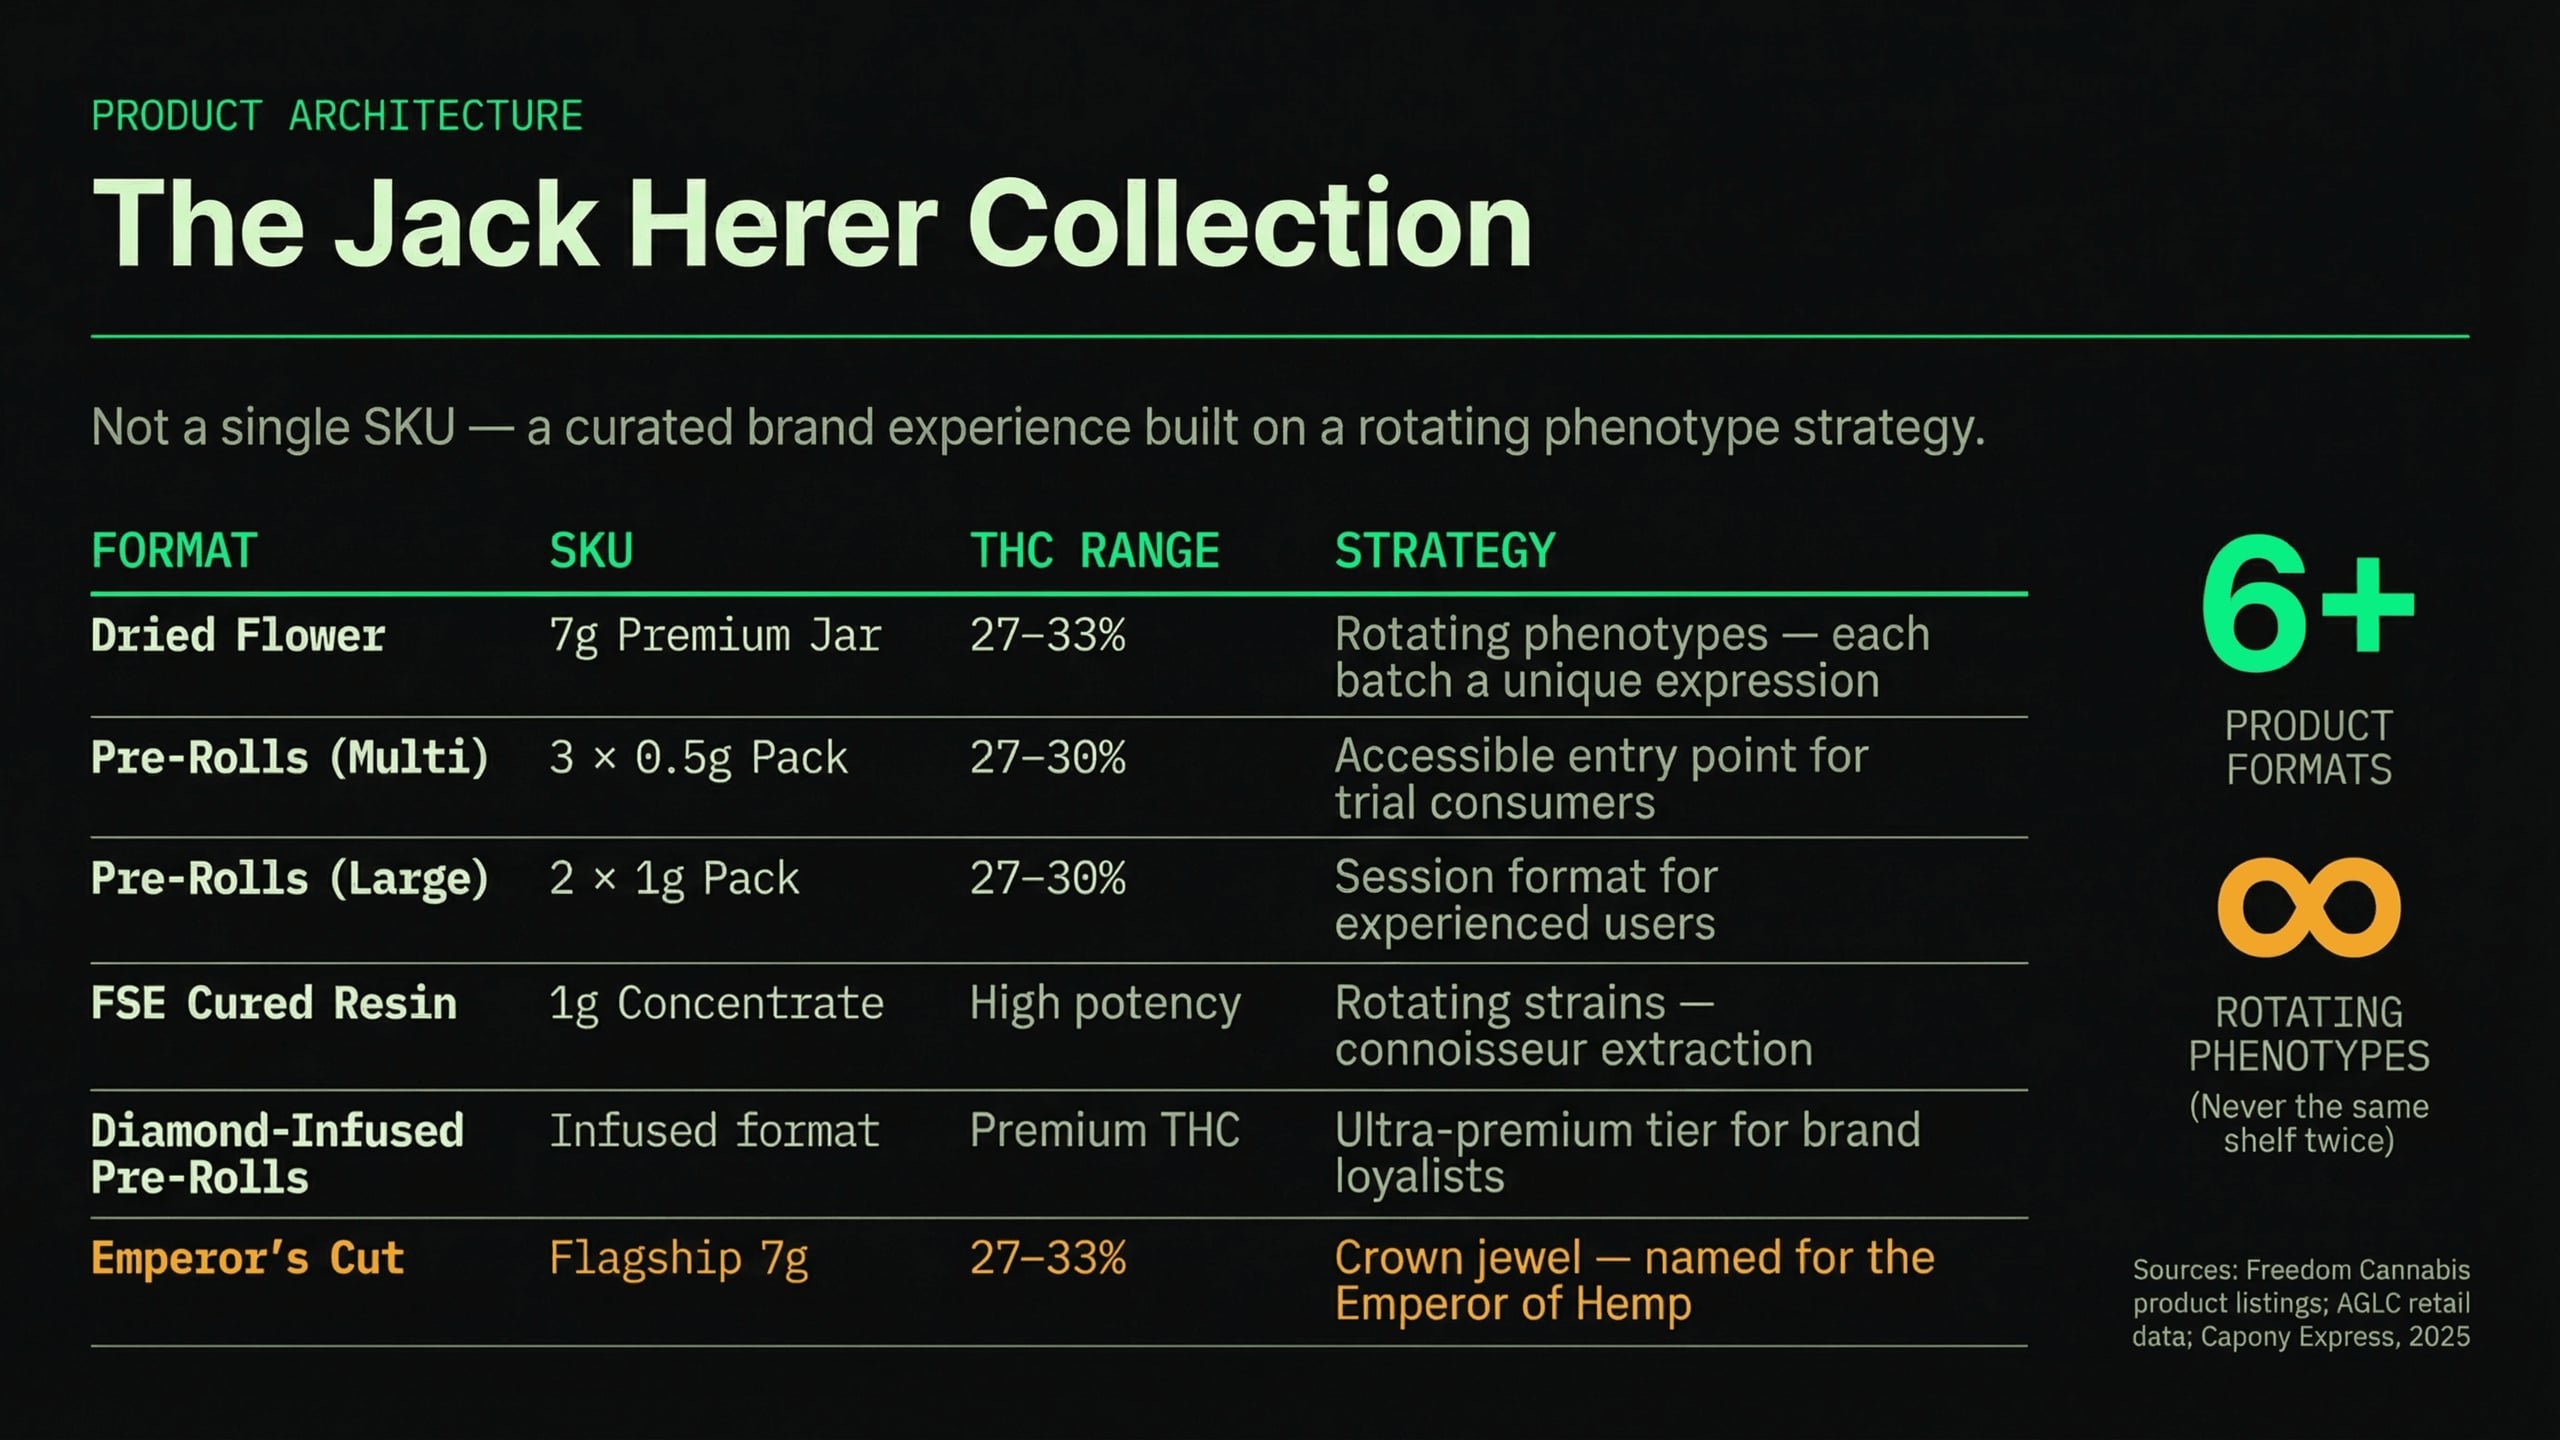 PRODUCT ARCHITECTURE
The Jack Herer Collection
Not a single SKU — a curated brand experience built on a rotating phenotype strategy.
FORMAT SKU THC RANGE STRATEGY
Dried Flower 7g Premium Jar 27–33% Rotating phenotypes — each
batch a unique expression
Pre-Rolls (Multi) 3 × 0.5g Pack 27–30% Accessible entry point for
trial consumers
Pre-Rolls (Large) 2 × 1g Pack 27–30% Session format for
experienced users
FSE Cured Resin 1g Concentrate High potency Rotating strains —
connoisseur extraction
Diamond-Infused Infused format Premium THC Ultra-premium tier for brand
Pre-Rolls loyalists
Emperor’s Cut Flagship 7g 27–33% Crown jewel — named for the
Emperor of Hemp
6+
PRODUCT
FORMATS
∞
ROTATING
PHENOTYPES
(Never the same
shelf twice)
Sources: Freedom Cannabis
product listings; AGLC retail
data; Capony Express, 2025